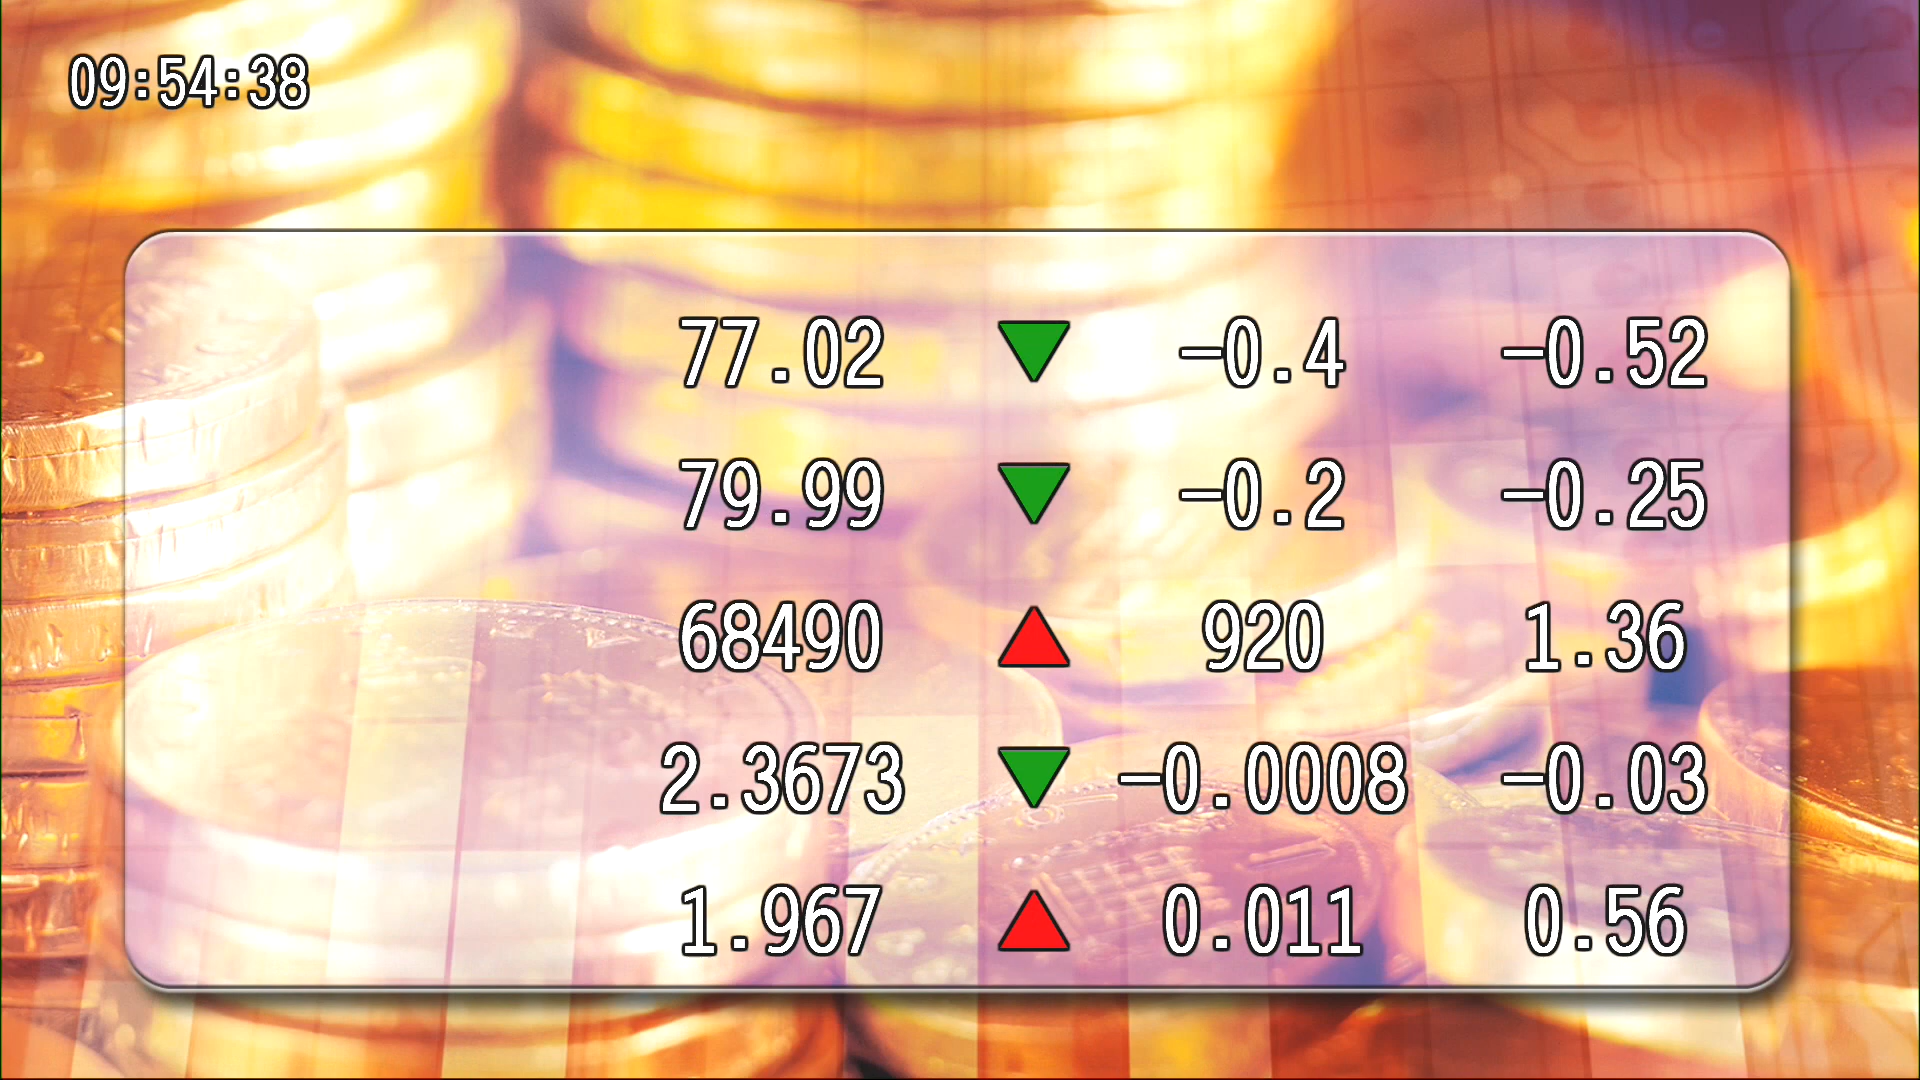 09:54:38
77.02 ▼ -0.4 -0.52
79.99 ▼ -0.2 -0.25
68490 ▲ 920 1.36
2.3673 ▼ -0.0008 -0.03
1.967 ▲ 0.011 0.56